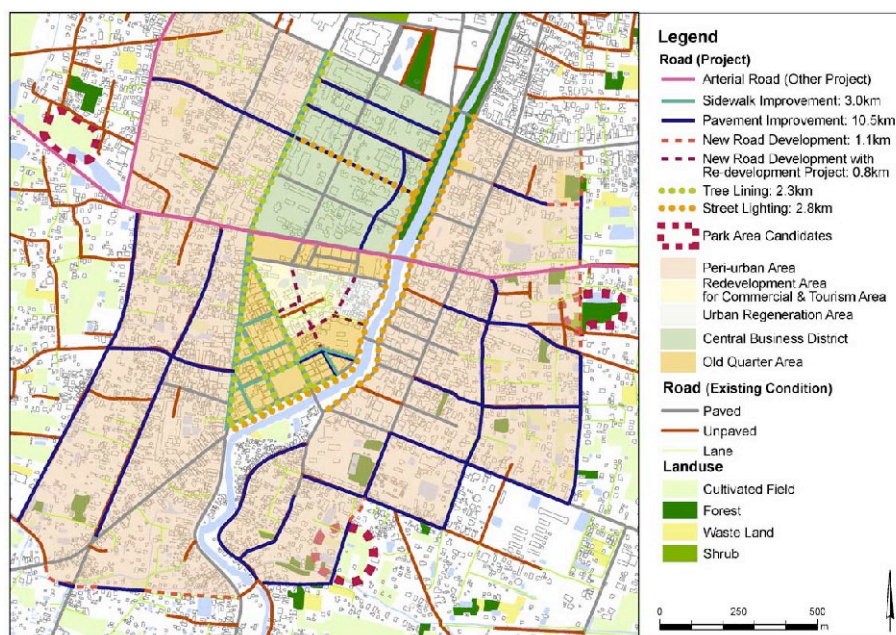 Legend
Road (Project)
Arterial Road (Other Project)
Sidewalk Improvement: 3.0km
Pavement Improvement: 10.5km
New Road Development: 1.1km
New Road Development with
Re-development Project: 0.8km
Tree Lining: 2.3km
Street Lighting: 2.8km
Park Area Candidates
Peri-urban Area
Redevelopment Area
for Commercial & Tourism Area
Urban Regeneration Area
Central Business District
Old Quarter Area
Road (Existing Condition)
Paved
Unpaved
Lane
Landuse
Cultivated Field
Forest
Waste Land
Shrub
0 250 500
m